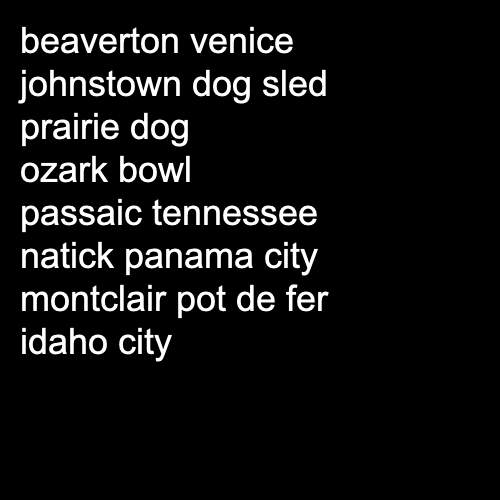 beaverton venice
johnstown dog sled
prairie dog
ozark bowl
passaic tennessee
natick panama city
montclair pot de fer
idaho city